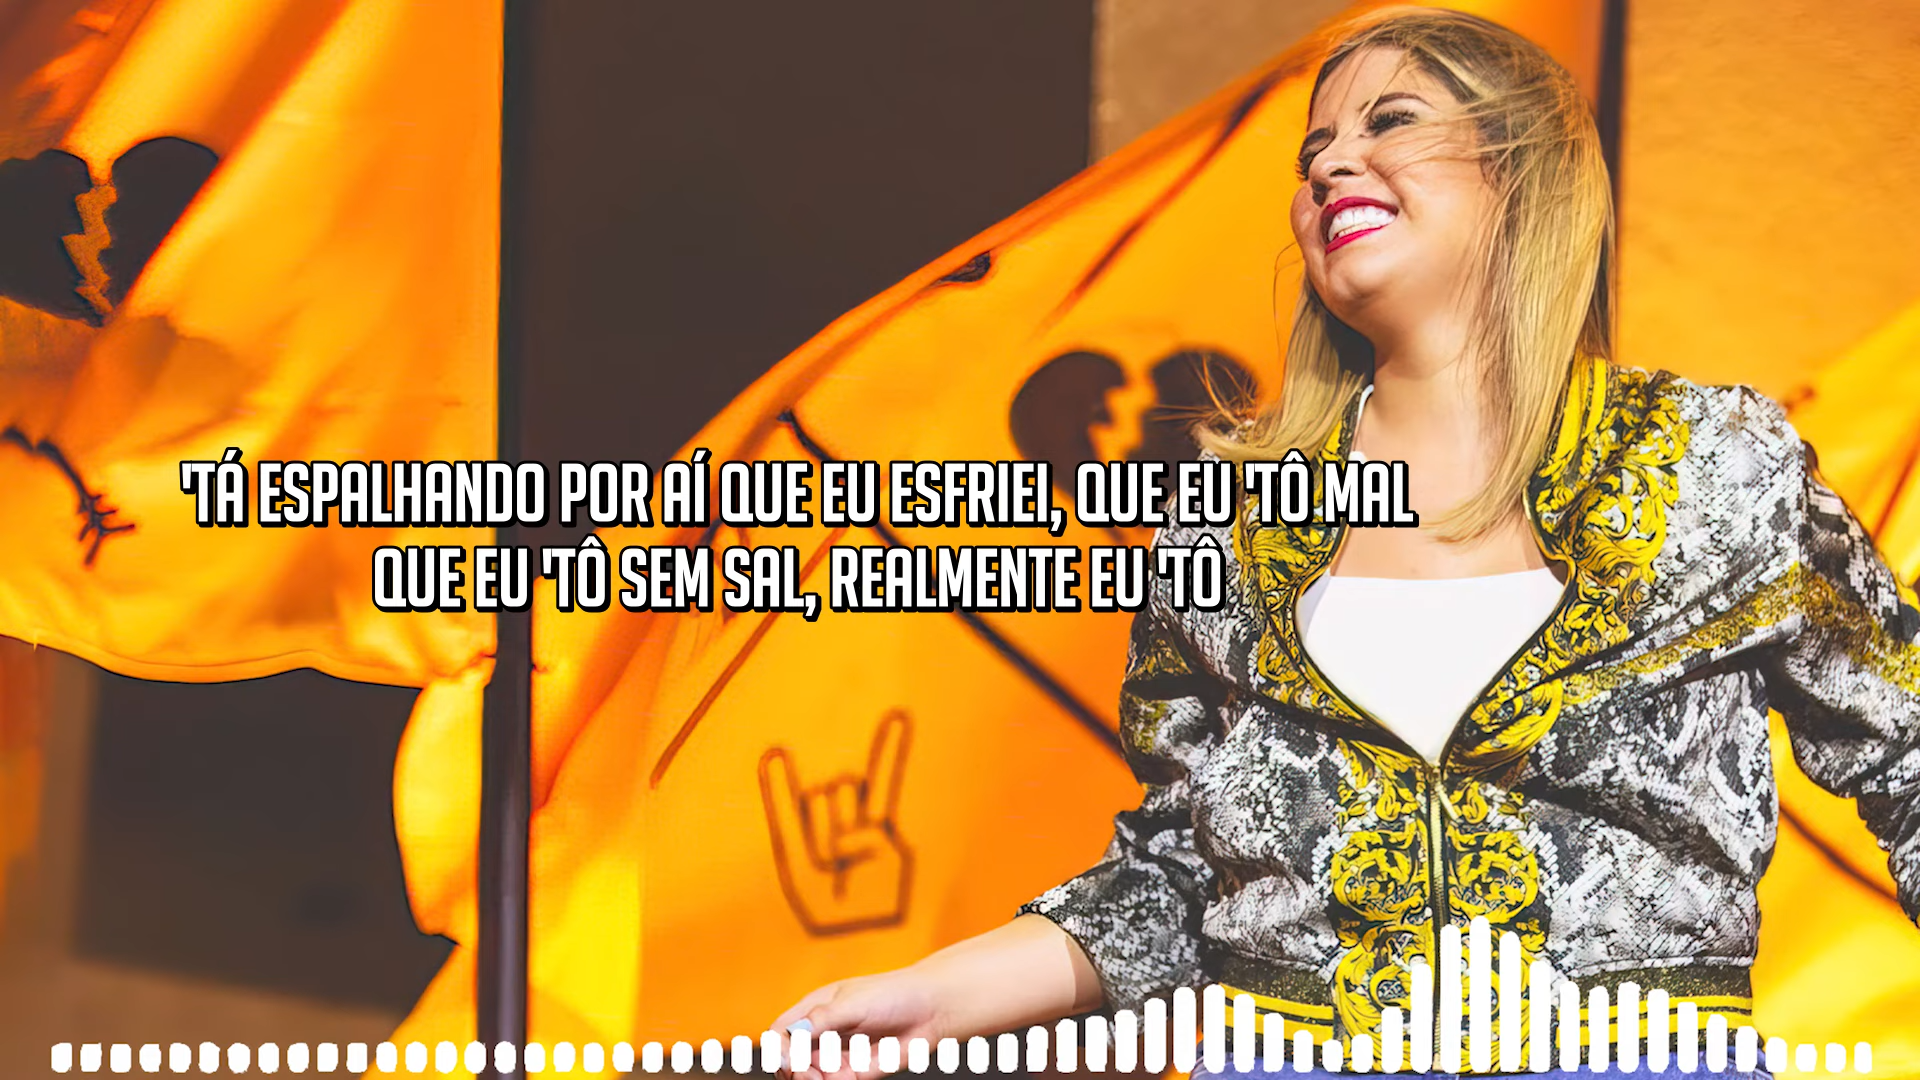 'TÁ ESPALHANDO POR AÍ QUE EU ESFRIEI, QUE EU 'TÔ MAL
QUE EU 'TÔ SEM SAL, REALMENTE EU 'TÔ